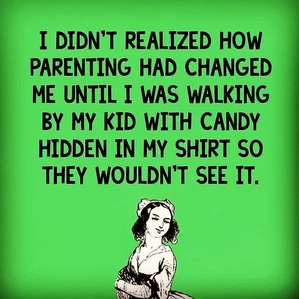 I DIDN'T REALIZED HOW
PARENTING HAD CHANGED
ME UNTIL I WAS WALKING
BY MY KID WITH CANDY
HIDDEN IN MY SHIRT SO
THEY WOULDN'T SEE IT.